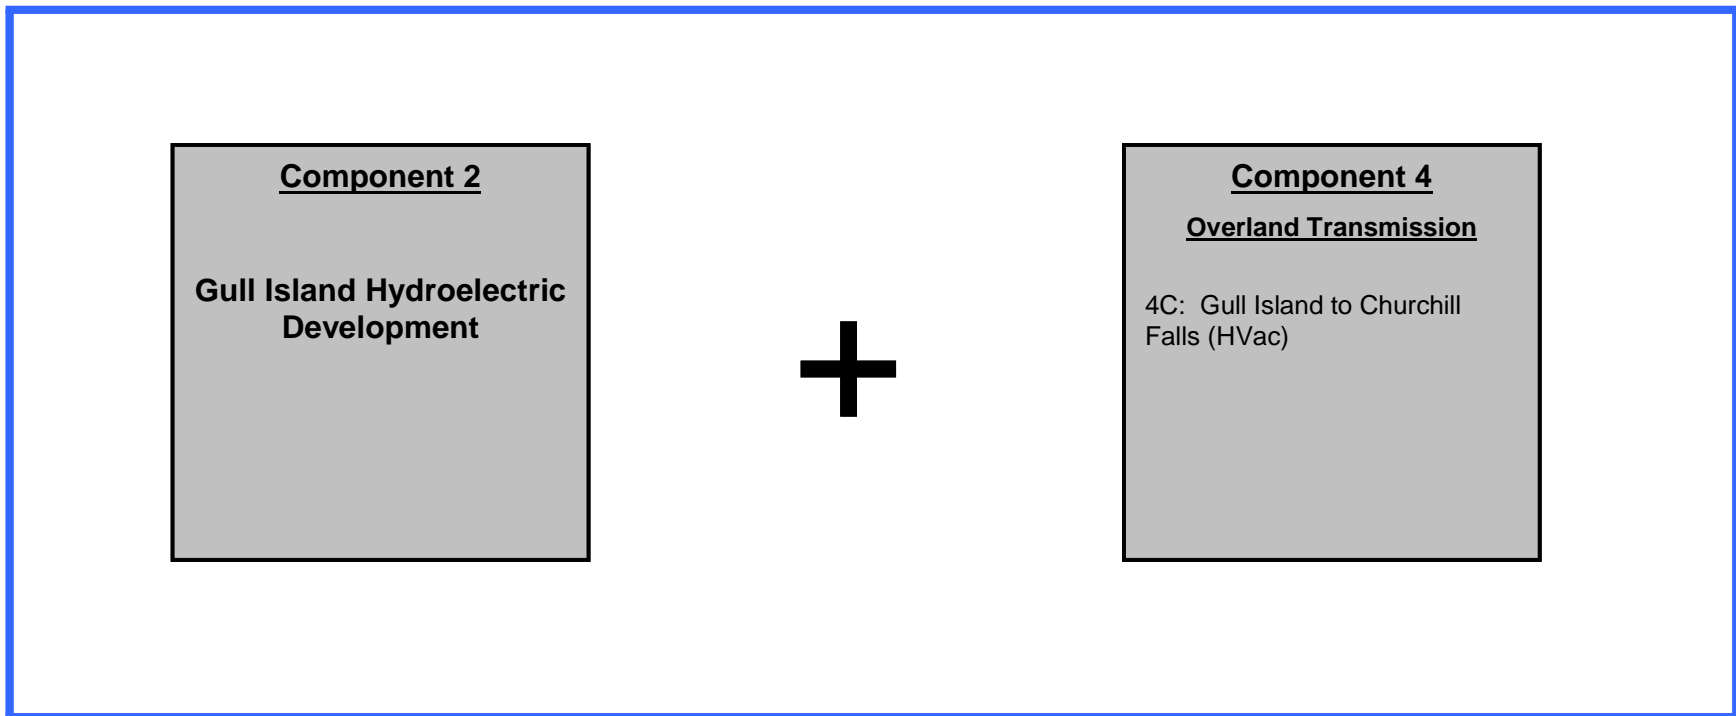 Component 2
Gull Island Hydroelectric
Development
+
Component 4
Overland Transmission
4C: Gull Island to Churchill
Falls (HVac)